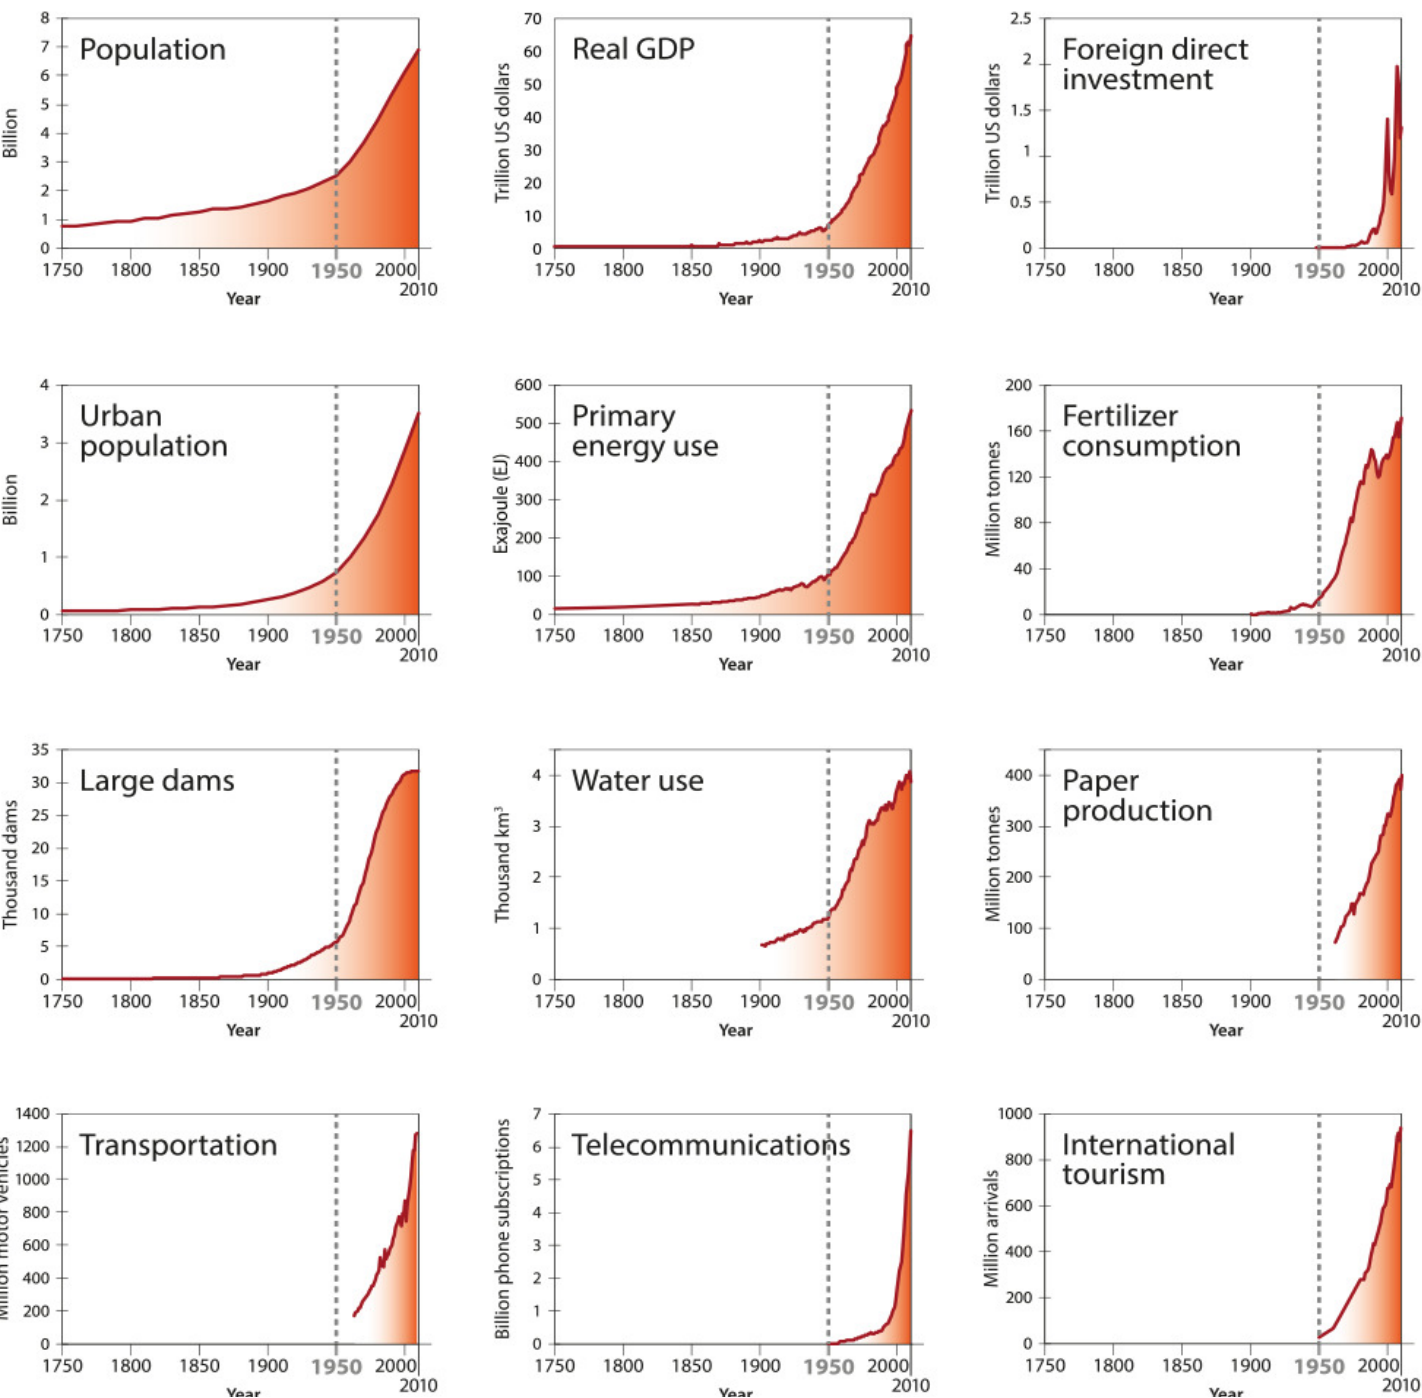 Population
Billion
8
7
6
5
4
3
2
1
0
1750 1800 1850 1900 1950 2000
2010
Year
Real GDP
Trillion US dollars
70
60
50
40
30
20
10
0
1750 1800 1850 1900 1950 2000
2010
Year
Foreign direct
investment
Trillion US dollars
2.5
2
1.5
1
0.5
0
1750 1800 1850 1900 1950 2000
2010
Year
Urban
population
Billion
4
3
2
1
0
1750 1800 1850 1900 1950 2000
2010
Year
Primary
energy use
Exajoule (EJ)
600
500
400
300
200
100
0
1750 1800 1850 1900 1950 2000
2010
Year
Fertilizer
consumption
Million tonnes
200
160
120
80
40
0
1750 1800 1850 1900 1950 2000
2010
Year
Large dams
Thousand dams
35
30
25
20
15
10
5
0
1750 1800 1850 1900 1950 2000
2010
Year
Water use
Thousand km³
4
3
2
1
0
1750 1800 1850 1900 1950 2000
2010
Year
Paper
production
Million tonnes
400
300
200
100
0
1750 1800 1850 1900 1950 2000
2010
Year
Transportation
Million motor vehicles
1400
1200
1000
800
600
400
200
0
1750 1800 1850 1900 1950 2000
2010
Year
Telecommunications
Billion phone subscriptions
7
6
5
4
3
2
1
0
1750 1800 1850 1900 1950 2000
2010
Year
International
tourism
Million arrivals
1000
800
600
400
200
0
1750 1800 1850 1900 1950 2000
2010
Year